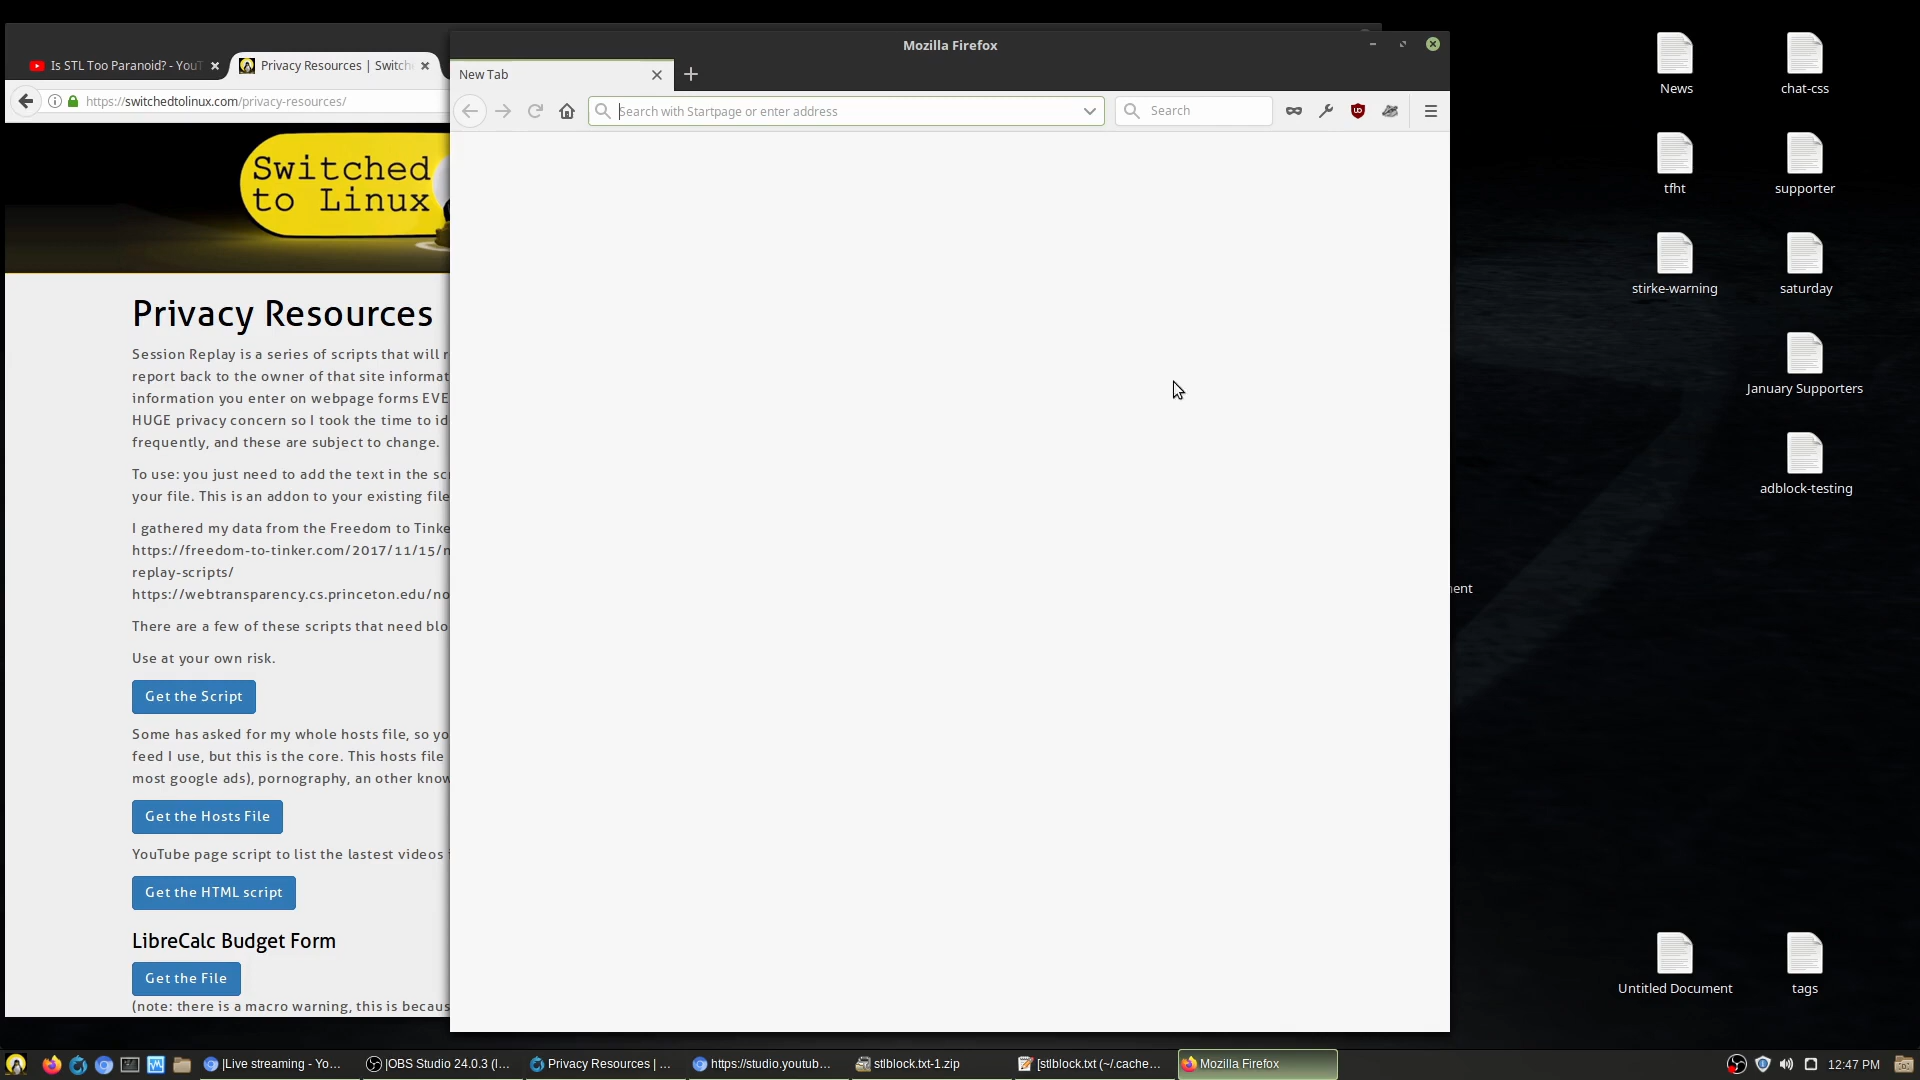 Is STL Too Paranoid? - YouT
Privacy Resources | Switche
https://switchedtolinux.com/privacy-resources/
Switched
to Linux
Privacy Resources
Session Replay is a series of scripts that will r
report back to the owner of that site informat
information you enter on webpage forms EVE
HUGE privacy concern so I took the time to id
frequently, and these are subject to change.
To use: you just need to add the text in the scr
your file. This is an addon to your existing file
I gathered my data from the Freedom to Tinke
https://freedom-to-tinker.com/2017/11/15/n
replay-scripts/
https://webtransparency.cs.princeton.edu/no
There are a few of these scripts that need blo
Use at your own risk.
Get the Script
Some has asked for my whole hosts file, so yo
feed I use, but this is the core. This hosts file
most google ads), pornography, an other know
Get the Hosts File
YouTube page script to list the lastest videos i
Get the HTML script
LibreCalc Budget Form
Get the File
(note: there is a macro warning, this is becaus
Mozilla Firefox
New Tab
Search with Startpage or enter address
Search
News
chat-css
tfht
supporter
stirke-warning
saturday
January Supporters
adblock-testing
ent
Untitled Document
tags
|Live streaming - Yo...
|OBS Studio 24.0.3 (l...
Privacy Resources | ...
https://studio.youtub...
stlblock.txt-1.zip
[stlblock.txt (~/.cache...
Mozilla Firefox
12:47 PM